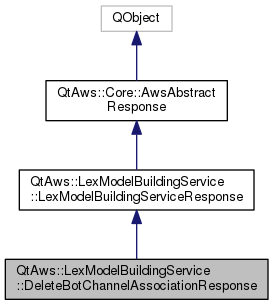 QObject
QtAws::Core::AwsAbstract
Response
QtAws::LexModelBuildingService
::LexModelBuildingServiceResponse
QtAws::LexModelBuildingService
::DeleteBotChannelAssociationResponse